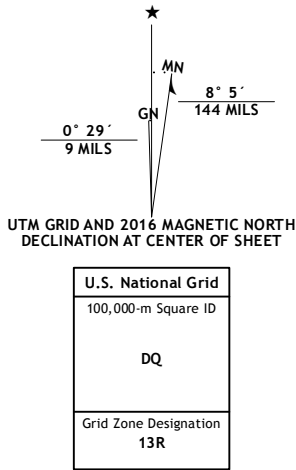 MN
GN
8° 5´
144 MILS
0° 29´
9 MILS
UTM GRID AND 2016 MAGNETIC NORTH
DECLINATION AT CENTER OF SHEET
U.S. National Grid
100,000-m Square ID
DQ
Grid Zone Designation
13R